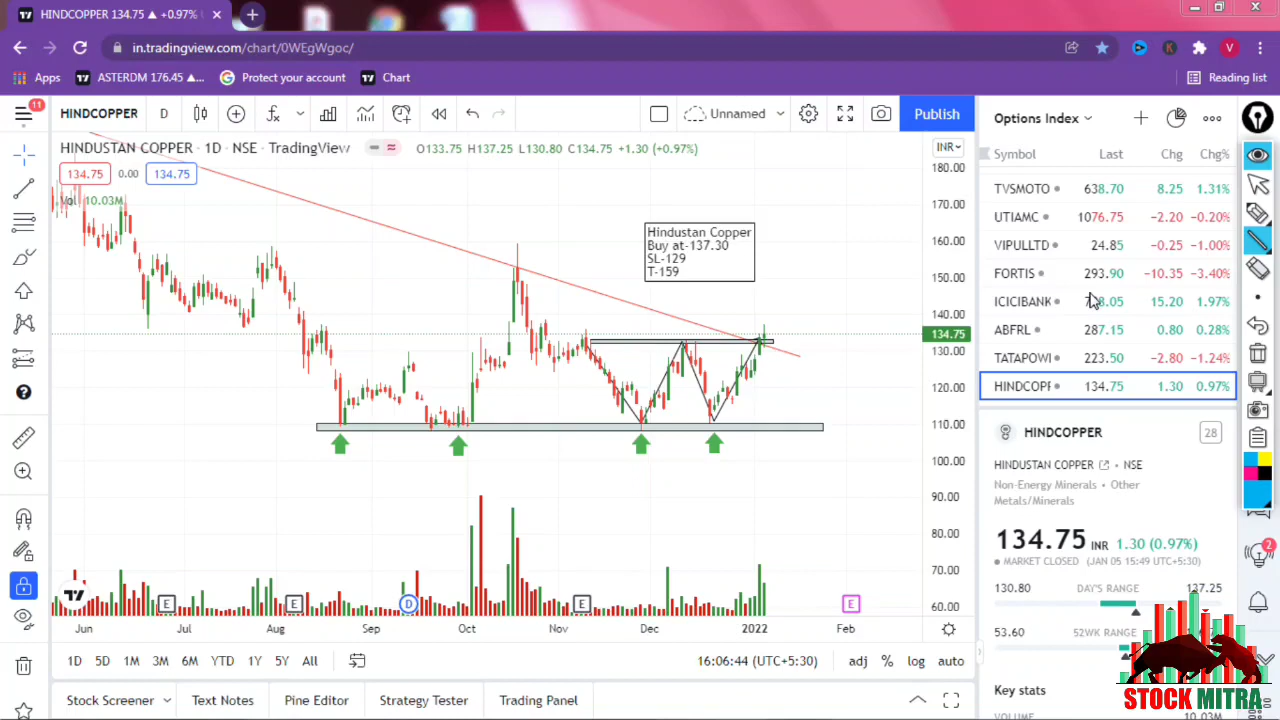 HINDCOPPER 134.75 ▲ +0.97%
in.tradingview.com/chart/0WEgWgoc/
V
Apps
ASTERDM 176.45 ▲...
Protect your account
Chart
Reading list
11
HINDCOPPER
D
Unnamed
Publish
HINDUSTAN COPPER · 1D · NSE · TradingView
O133.75 H137.25 L130.80 C134.75 +1.30 (+0.97%)
INR
134.75
0.00
134.75
Vol 10.03M
Hindustan Copper
Buy at-137.30
SL-129
T-159
180.00
170.00
160.00
150.00
140.00
134.75
130.00
120.00
110.00
100.00
90.00
80.00
70.00
60.00
E
E
D
E
E
Jun
Jul
Aug
Sep
Oct
Nov
Dec
2022
Feb
1D 5D 1M 3M 6M YTD 1Y 5Y All
16:06:44 (UTC+5:30)
adj % log auto
Stock Screener
Text Notes
Pine Editor
Strategy Tester
Trading Panel
Options Index
Symbol Last Chg Chg%
TVSMOTO 638.70 8.25 1.31%
UTIAMC 1076.75 -2.20 -0.20%
VIPULLTD 24.85 -0.25 -1.00%
FORTIS 293.90 -10.35 -3.40%
ICICIBANK 15.20 1.97%
ABFRL 287.15 0.80 0.28%
TATAPOWI 223.50 -2.80 -1.24%
HINDCOPF 134.75 1.30 0.97%
HINDCOPPER
28
HINDUSTAN COPPER • NSE
Non-Energy Minerals • Other
Metals/Minerals
134.75 INR 1.30 (0.97%)
MARKET CLOSED (JAN 05 15:49 UTC+5:30)
130.80 DAY'S RANGE 137.25
53.60 52WK RANGE
Key stats
VOLUME
2
STOCK MITRA